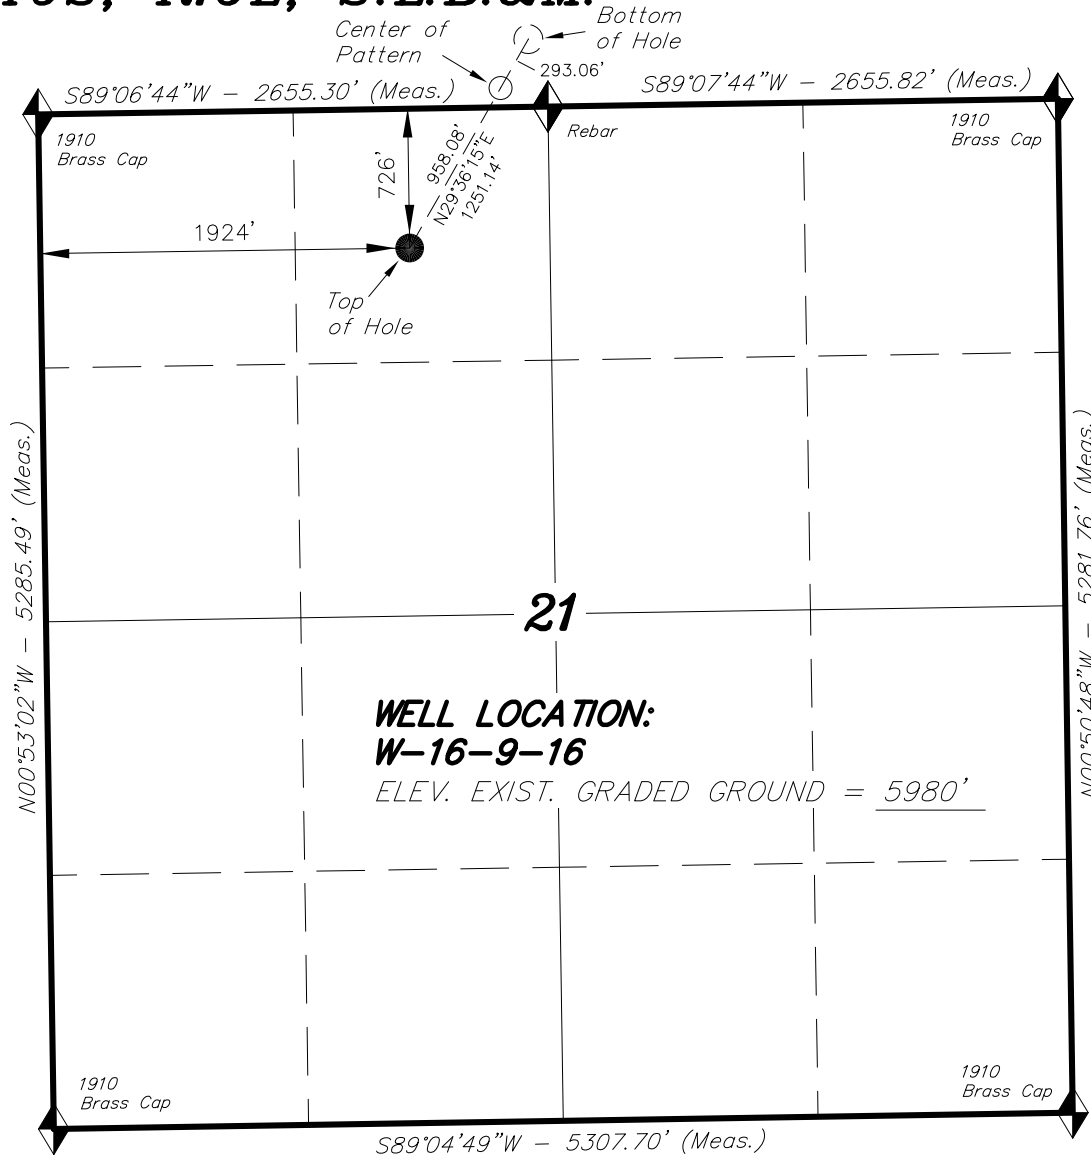 S89°06'44"W - 2655.30' (Meas.)
Center of
Pattern
Bottom
of Hole
293.06'
S89°07'44"W - 2655.82' (Meas.)
1910
Brass Cap
Rebar
1910
Brass Cap
726'
958.08'
N29°36'15"E
1251.14'
1924'
Top
of Hole
N00°53'02"W - 5285.49' (Meas.)
N00°50'48"W - 5281.76' (Meas.)
21
WELL LOCATION:
W-16-9-16
ELEV. EXIST. GRADED GROUND = 5980'
1910
Brass Cap
1910
Brass Cap
S89°04'49"W - 5307.70' (Meas.)